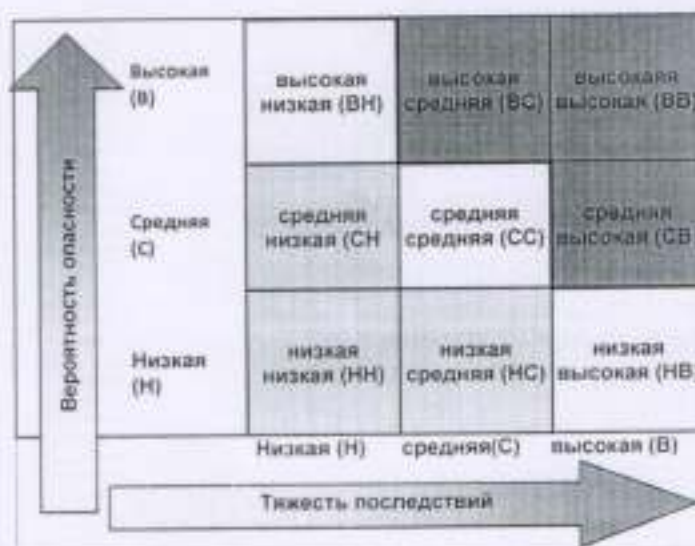 Вероятность опасности
Высокая
(В)
высокая
низкая (ВН)
высокая
средняя (ВС)
высокаяя
высокая (ВВ)
Средняя
(С)
средняя
низкая (СН
средняя
средняя (СС)
средняя
высокая (СВ
Низкая
(Н)
низкая
низкая (НН)
низкая
средняя (НС)
низкая
высокая (НВ)
Низкая (Н) средняя(С) высокая (В)
Тяжесть последствий